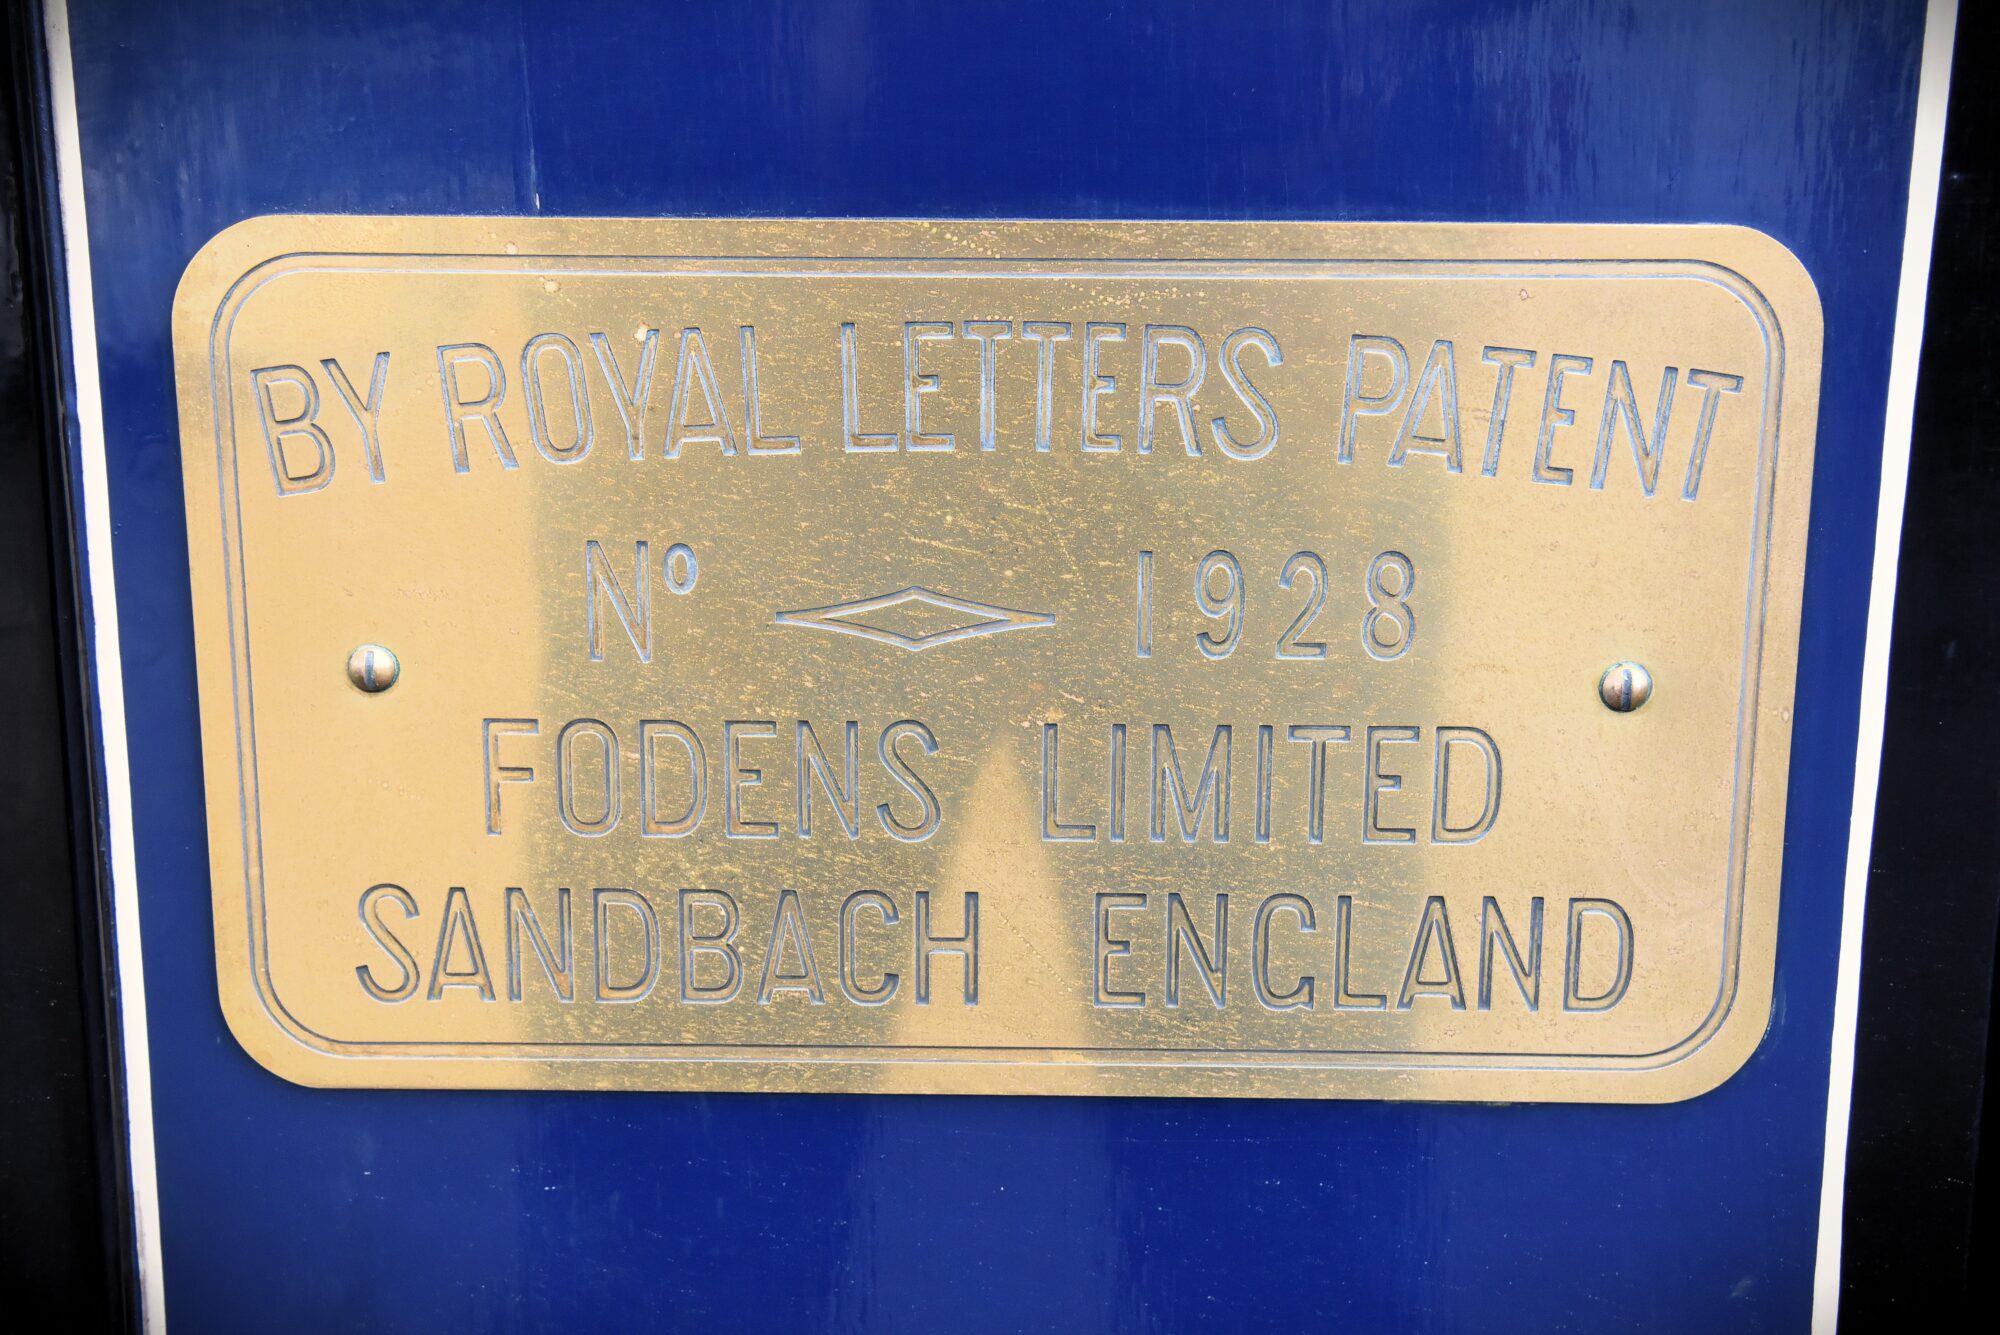 BY ROYAL LETTERS PATENT
Nº 1928
FODENS LIMITED
SANDBACH ENGLAND